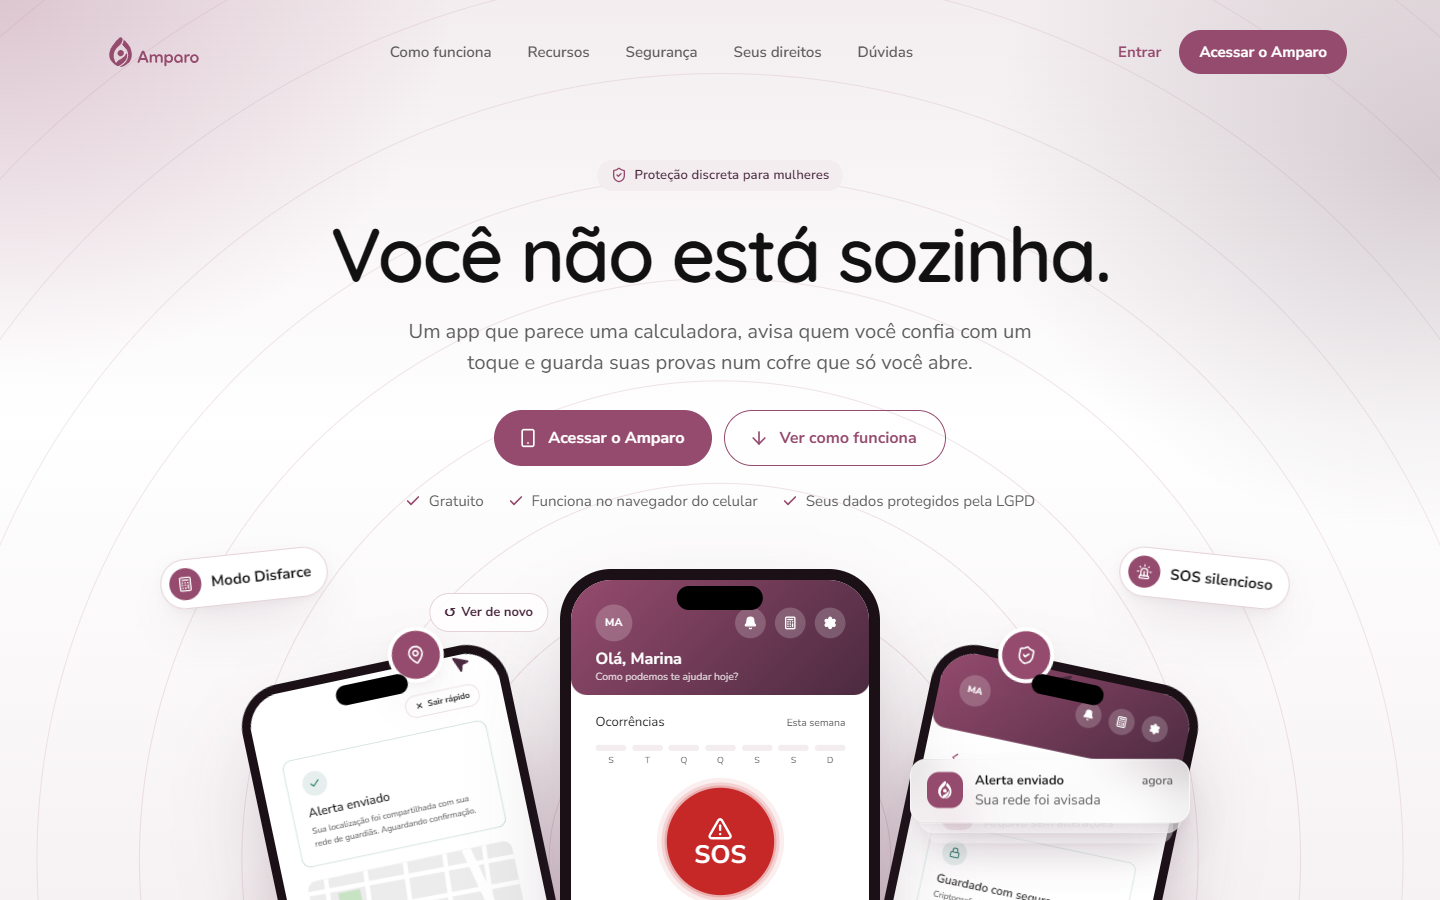 Amparo
Como funciona
Recursos
Segurança
Seus direitos
Dúvidas
Entrar
Acessar o Amparo
Proteção discreta para mulheres
Você não está sozinha.
Um app que parece uma calculadora, avisa quem você confia com um
toque e guarda suas provas num cofre que só você abre.
Acessar o Amparo
Ver como funciona
Gratuito
Funciona no navegador do celular
Seus dados protegidos pela LGPD
Modo Disfarce
SOS silencioso
Ver de novo
Sair rápido
Alerta enviado
Sua localização foi compartilhada com sua
rede de guardiãs. Aguardando confirmação.
MA
Olá, Marina
Como podemos te ajudar hoje?
Ocorrências
Esta semana
S T Q Q S S D
SOS
MA
Alerta enviado
agora
Sua rede foi avisada
Guardado com